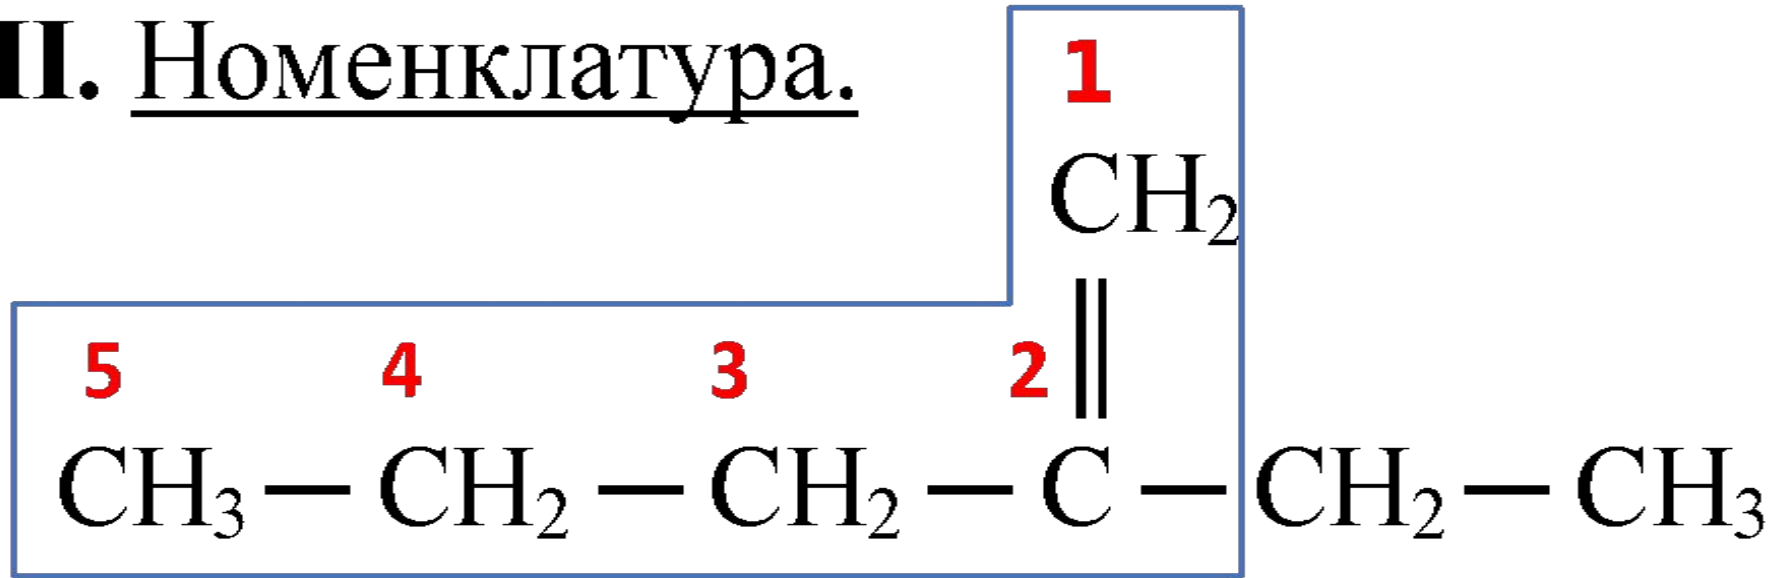 II. Номенклатура.
1
CH₂
5 4 3 2
CH₃ — CH₂ — CH₂ — C — CH₂ — CH₃